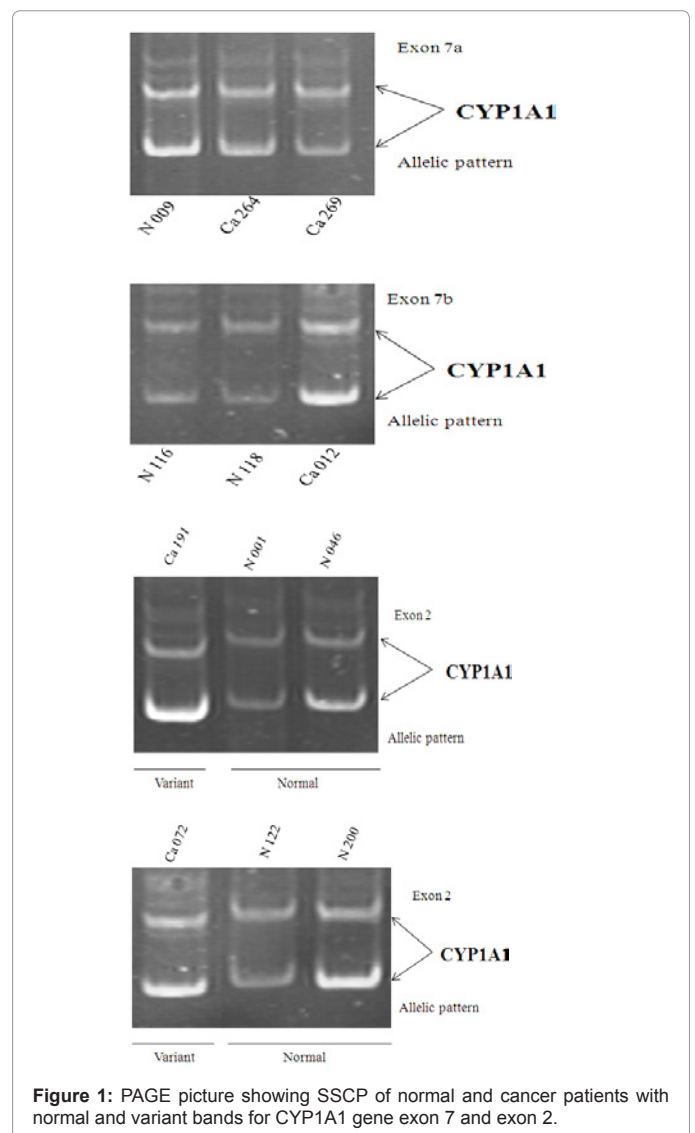 Exon 7a
CYP1A1
Allelic pattern
N 009
Ca 264
Ca 269
Exon 7b
CYP1A1
Allelic pattern
N 116
N 118
Ca 012
Ca 191
N 001
N 046
Exon 2
CYP1A1
Allelic pattern
Variant
Normal
Ca 072
N 122
N 200
Exon 2
CYP1A1
Allelic pattern
Variant
Normal
Figure 1: PAGE picture showing SSCP of normal and cancer patients with
normal and variant bands for CYP1A1 gene exon 7 and exon 2.